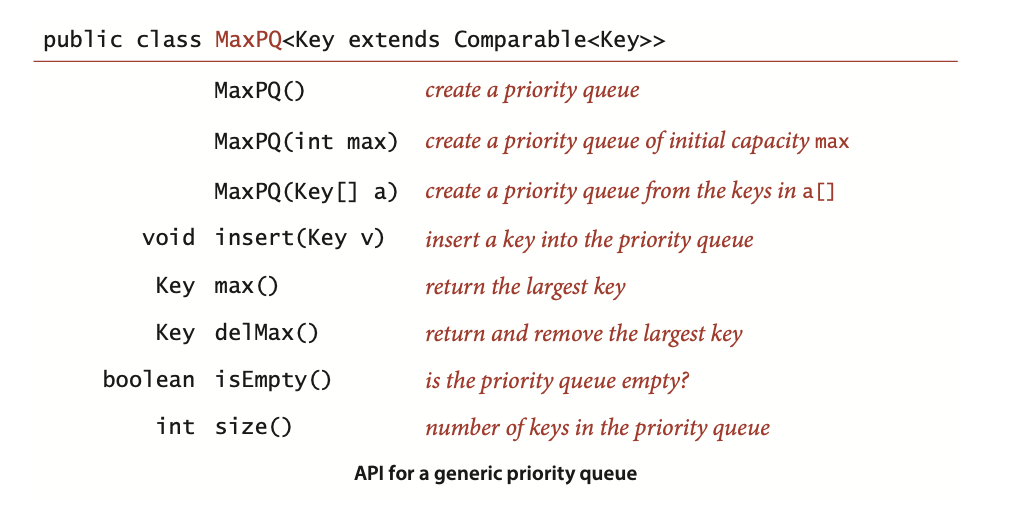 public class MaxPQ<Key extends Comparable<Key>>
MaxPQ() create a priority queue
MaxPQ(int max) create a priority queue of initial capacity max
MaxPQ(Key[] a) create a priority queue from the keys in a[]
void insert(Key v) insert a key into the priority queue
Key max() return the largest key
Key delMax() return and remove the largest key
boolean isEmpty() is the priority queue empty?
int size() number of keys in the priority queue
API for a generic priority queue